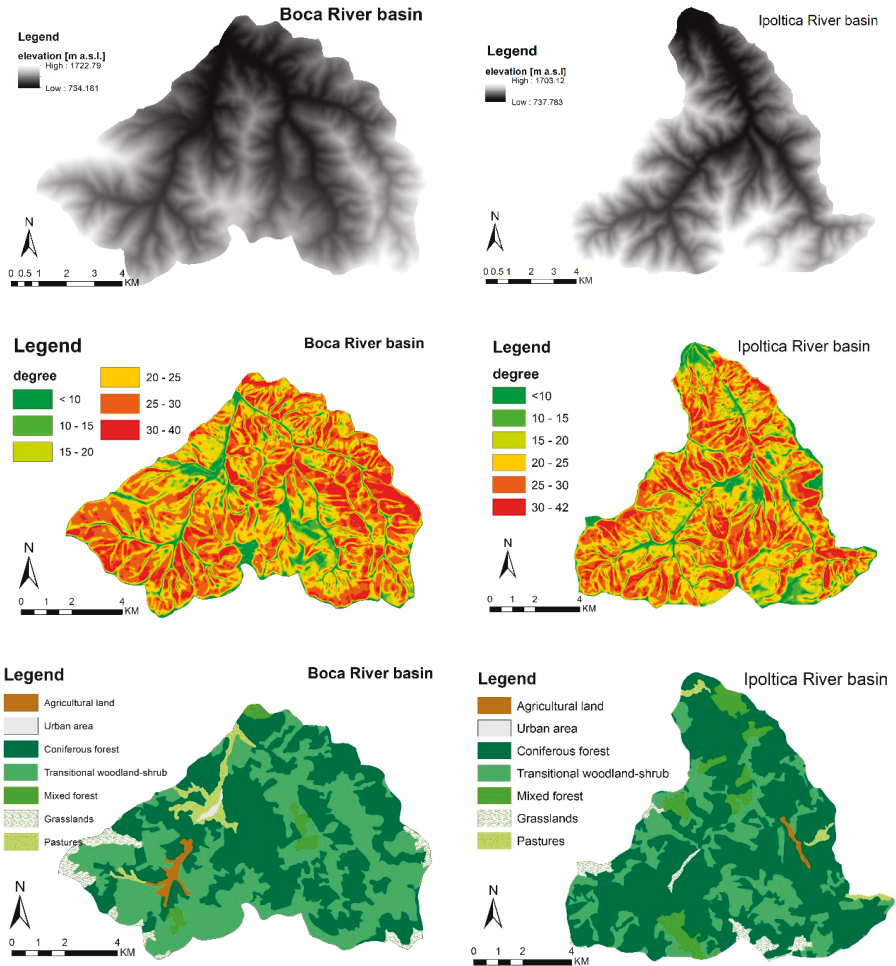 Boca River basin
Legend
elevation [m a.s.l.]
High : 1722.79
Low : 734.181
N
0 0.5 1 2 3 4
KM
Ipoltica River basin
Legend
elevation [m a.s.l]
High : 1703.12
Low : 737.783
N
0 0.5 1 2 3 4
KM
Legend
Boca River basin
degree
< 10
10 - 15
15 - 20
20 - 25
25 - 30
30 - 40
N
0 1 2 4
KM
Legend
Ipoltica River basin
degree
<10
10 - 15
15 - 20
20 - 25
25 - 30
30 - 42
N
0 1 2 4
KM
Legend
Boca River basin
Agricultural land
Urban area
Coniferous forest
Transitional woodland-shrub
Mixed forest
Grasslands
Pastures
N
0 1 2 4
KM
Legend
Ipoltica River basin
Agricultural land
Urban area
Coniferous forest
Transitional woodland-shrub
Mixed forest
Grasslands
Pastures
N
0 1 2 4
KM